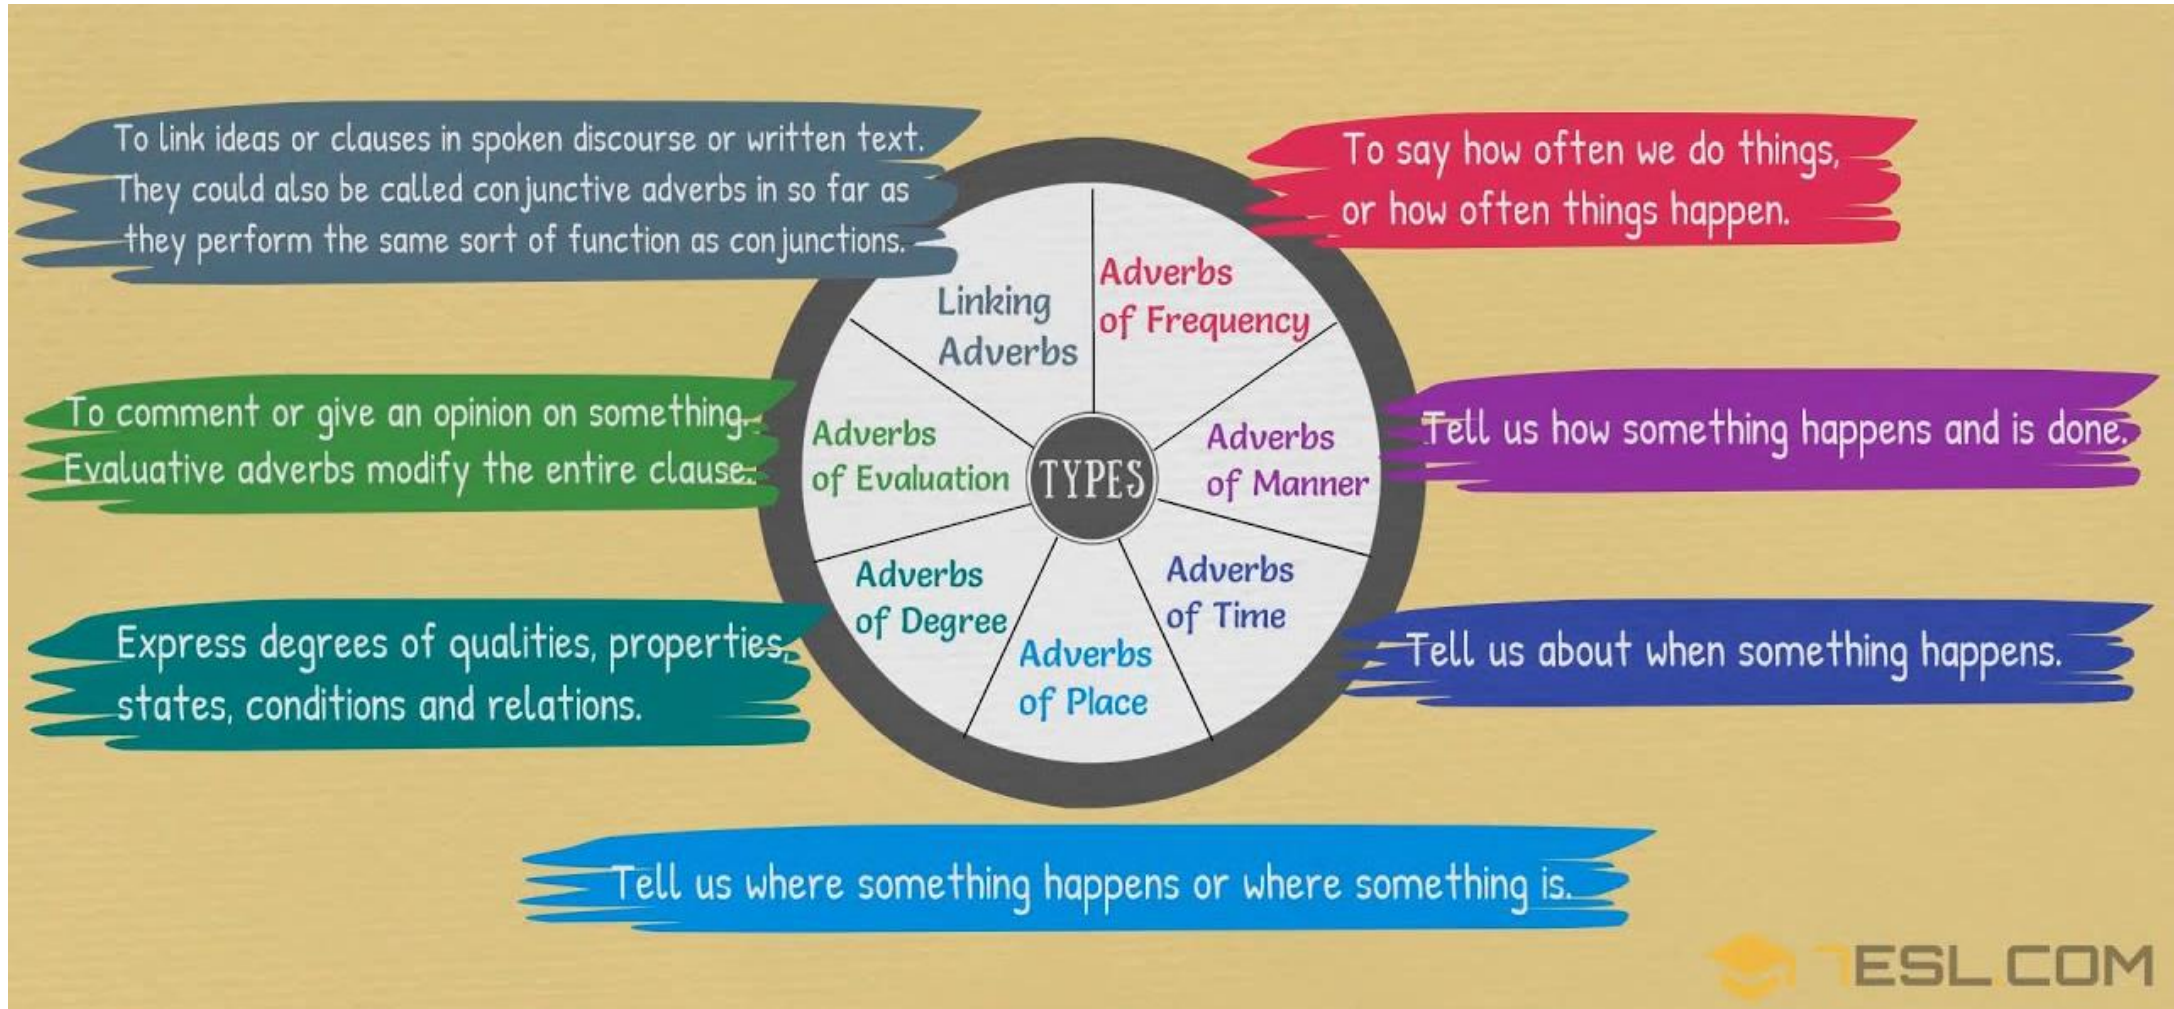 To link ideas or clauses in spoken discourse or written text.
They could also be called conjunctive adverbs in so far as
they perform the same sort of function as conjunctions.
To say how often we do things,
or how often things happen.
Linking
Adverbs
Adverbs
of Frequency
To comment or give an opinion on something.
Evaluative adverbs modify the entire clause.
Adverbs
of Evaluation
TYPES
Adverbs
of Manner
Tell us how something happens and is done.
Express degrees of qualities, properties,
states, conditions and relations.
Adverbs
of Degree
Adverbs
of Place
Adverbs
of Time
Tell us about when something happens.
Tell us where something happens or where something is.
7ESL.COM